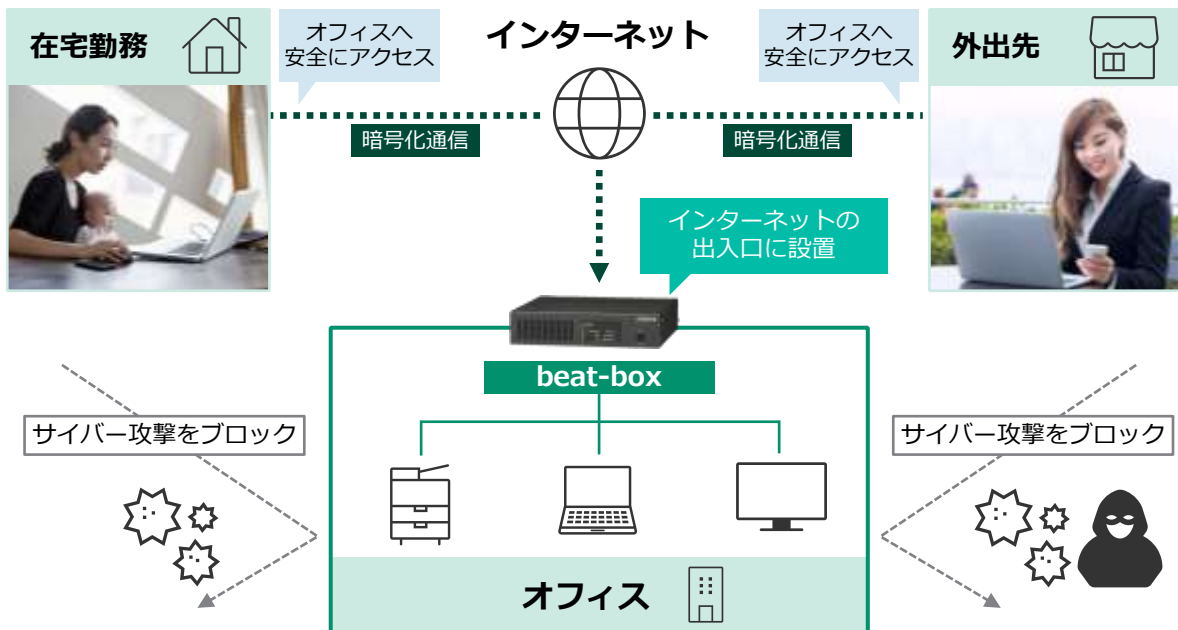 在宅勤務
オフィスへ
安全にアクセス
インターネット
オフィスへ
安全にアクセス
外出先
暗号化通信
暗号化通信
インターネットの
出入口に設置
beat-box
サイバー攻撃をブロック
サイバー攻撃をブロック
オフィス